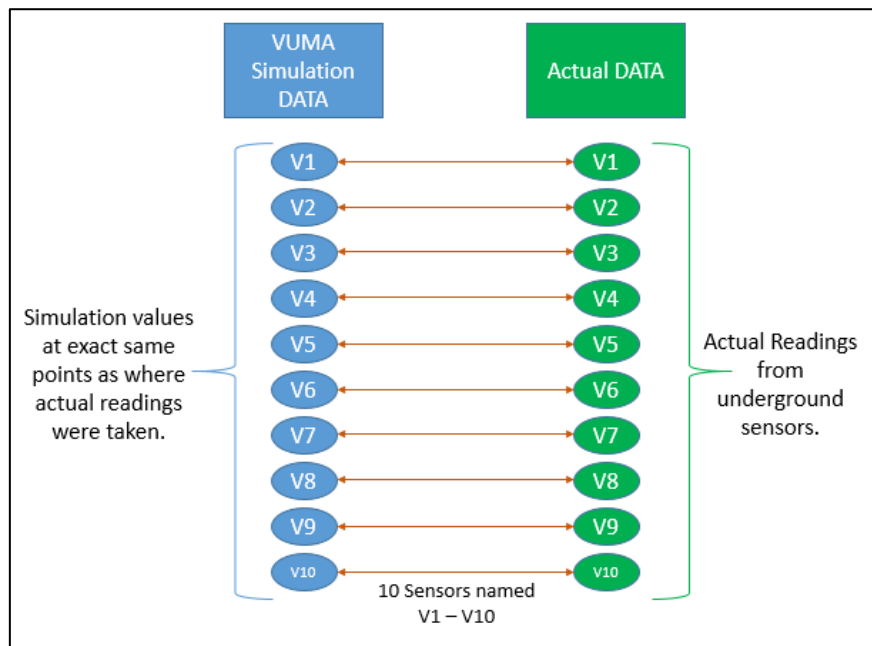 VUMA
Simulation
DATA
Actual DATA
V1
V1
V2
V2
V3
V3
V4
V4
V5
V5
V6
V6
V7
V7
V8
V8
V9
V9
V10
V10
Simulation values
at exact same
points as where
actual readings
were taken.
Actual Readings
from
underground
sensors.
10 Sensors named
V1 – V10